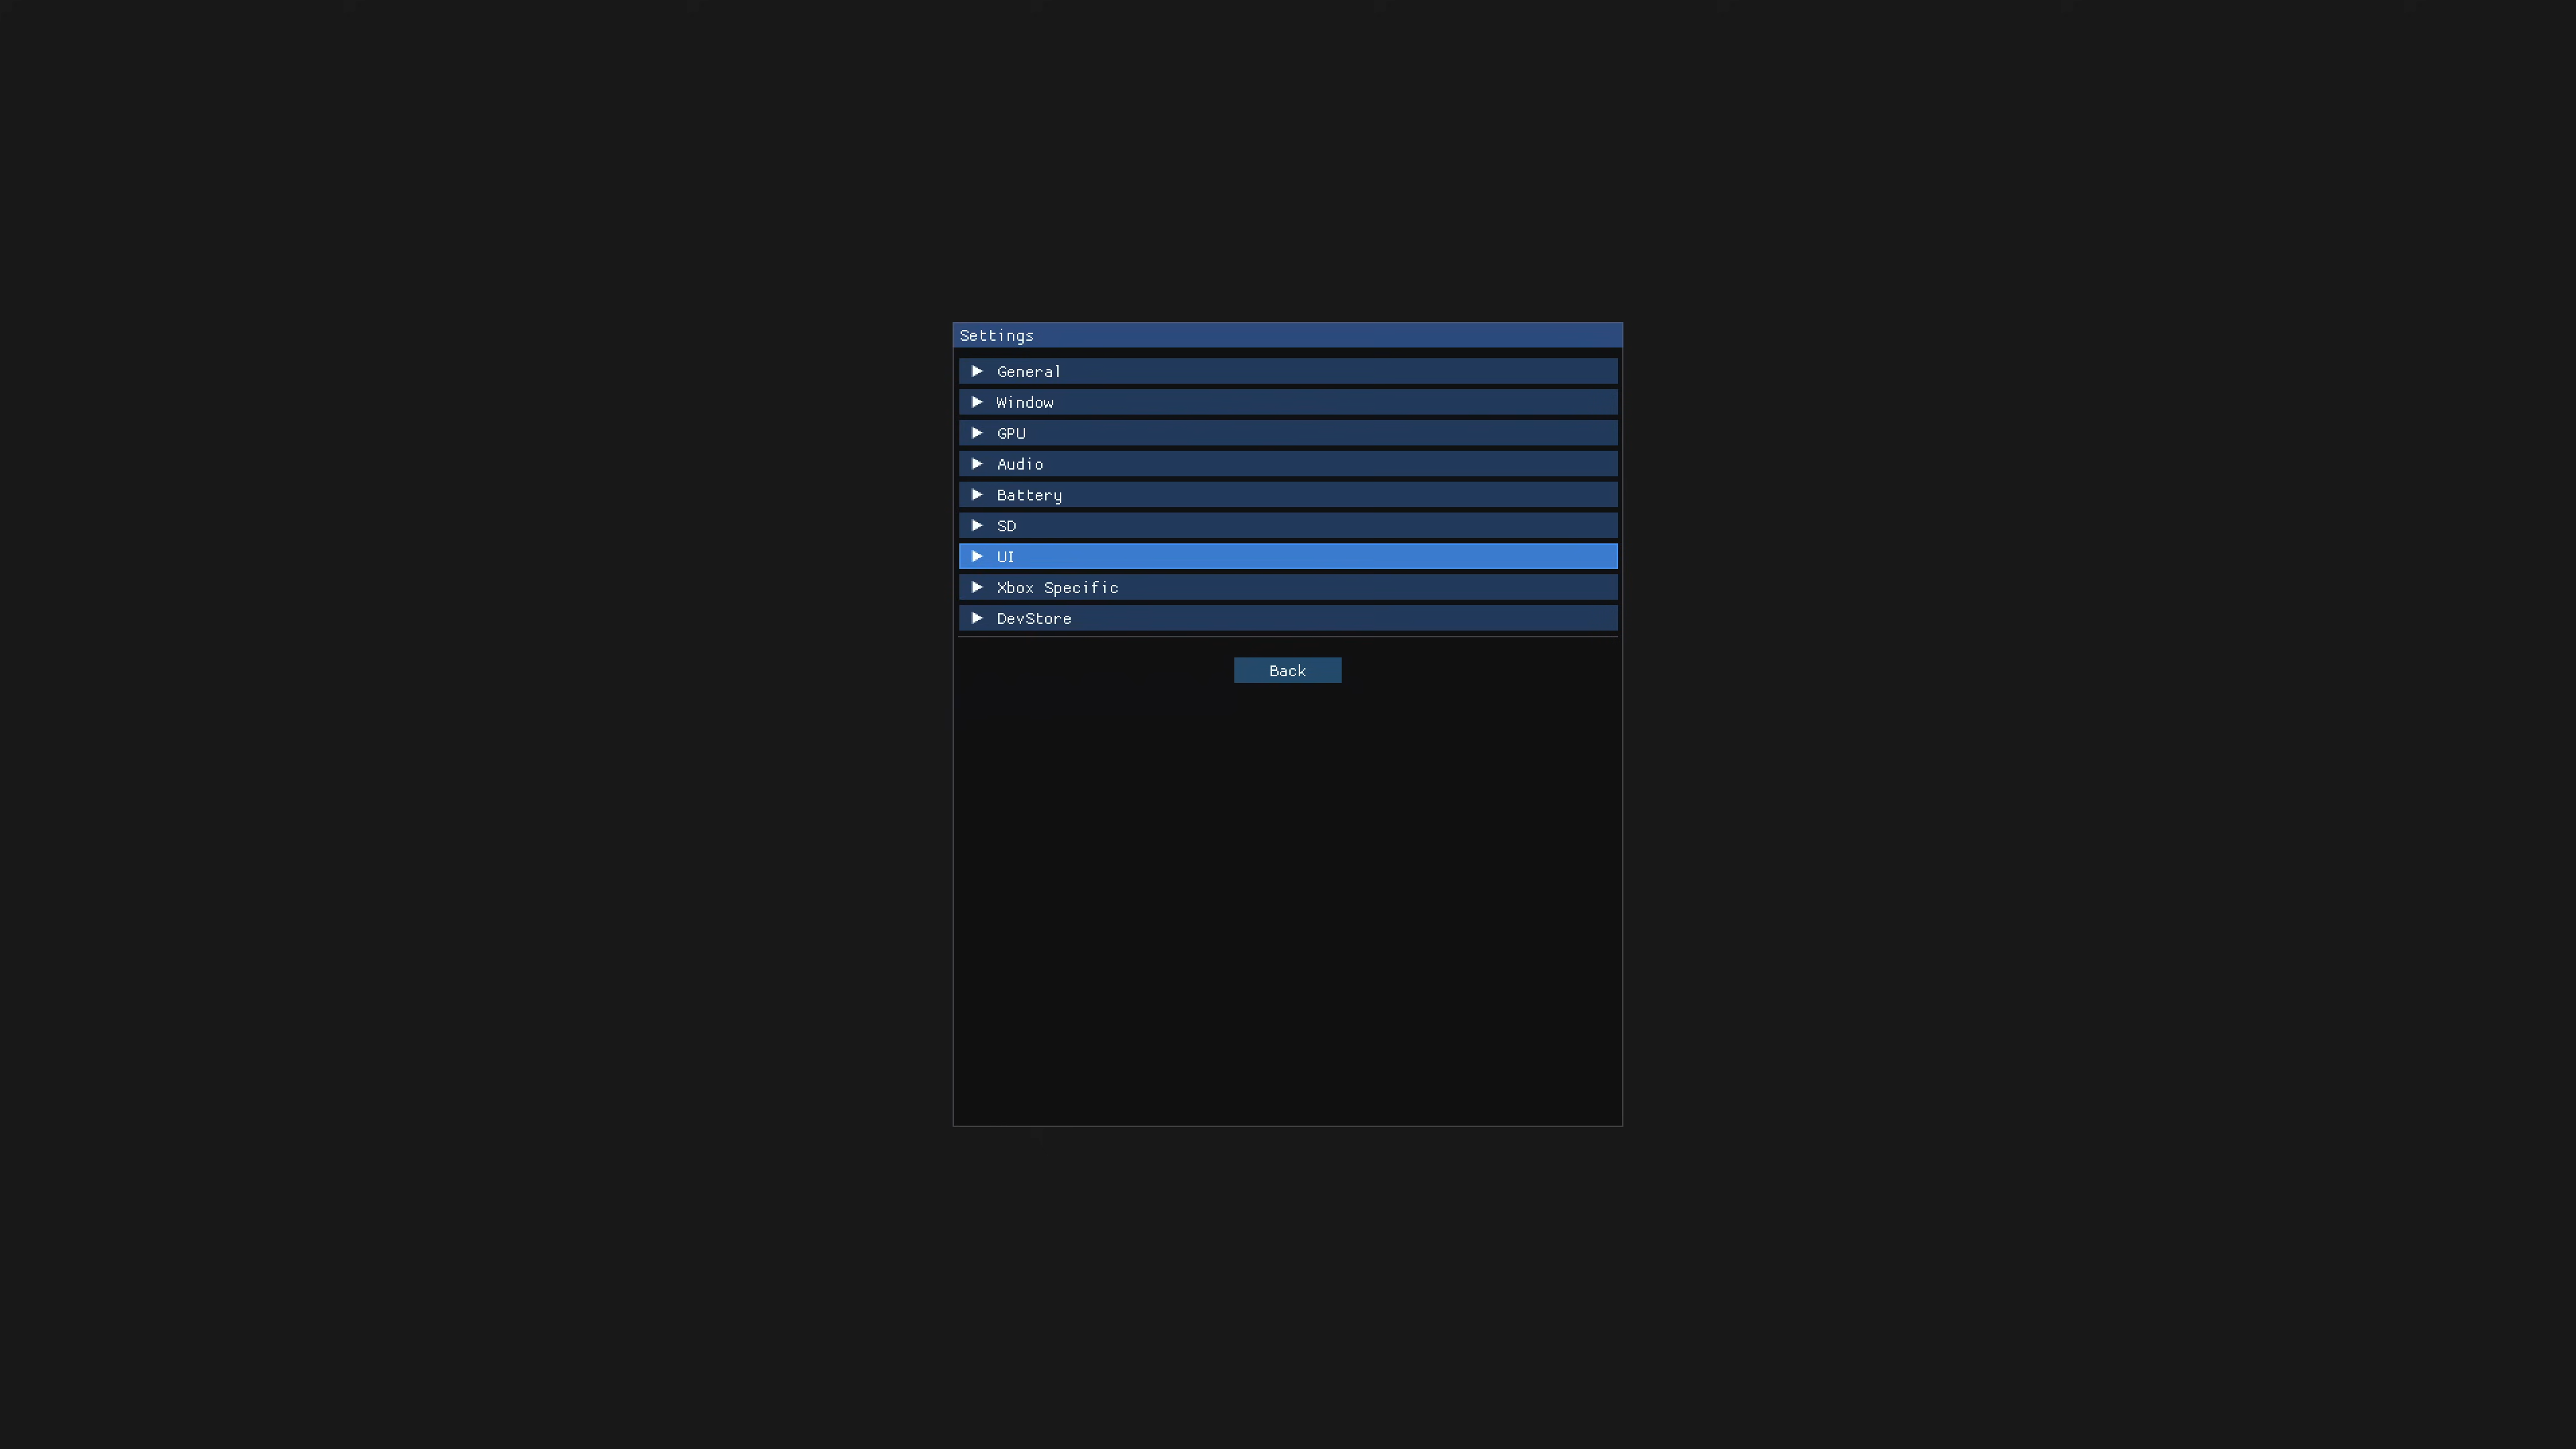 Settings
General
Window
GPU
Audio
Battery
SD
UI
Xbox Specific
DevStore
Back